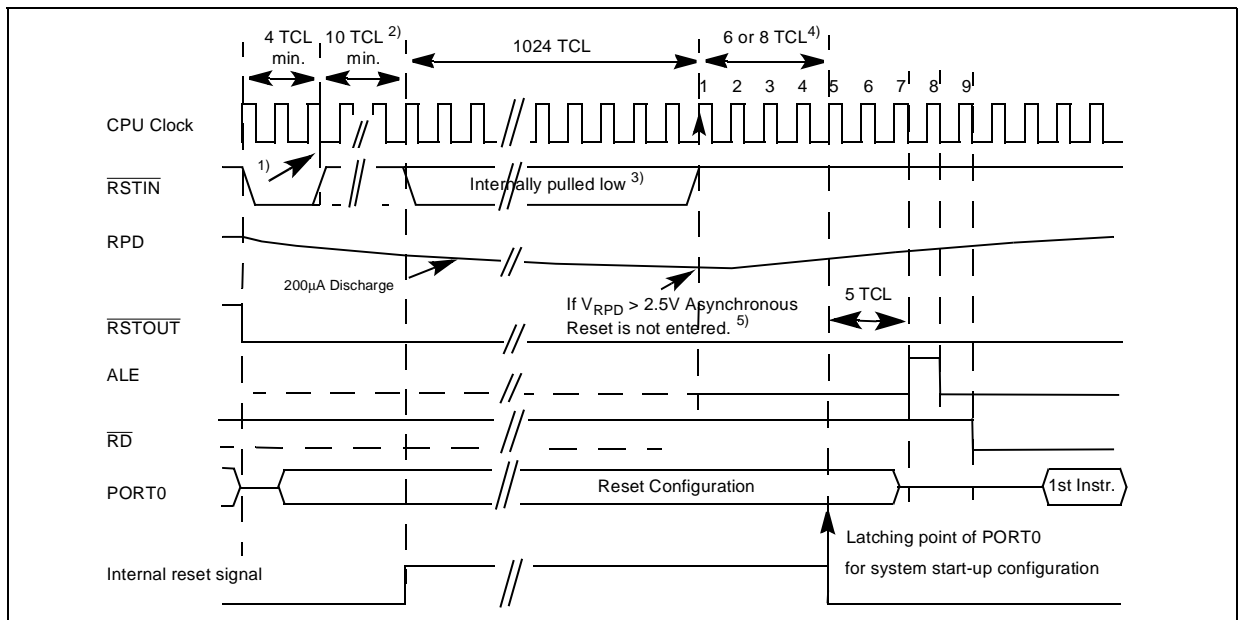 4 TCL
min.
10 TCL 2)
min.
1024 TCL
6 or 8 TCL4)
1 2 3 4 5 6 7 8 9
CPU Clock
1)
RSTIN
Internally pulled low 3)
RPD
200µA Discharge
If VRPD > 2.5V Asynchronous
Reset is not entered. 5)
5 TCL
RSTOUT
ALE
RD
PORT0
Reset Configuration
1st Instr.
Latching point of PORT0
for system start-up configuration
Internal reset signal